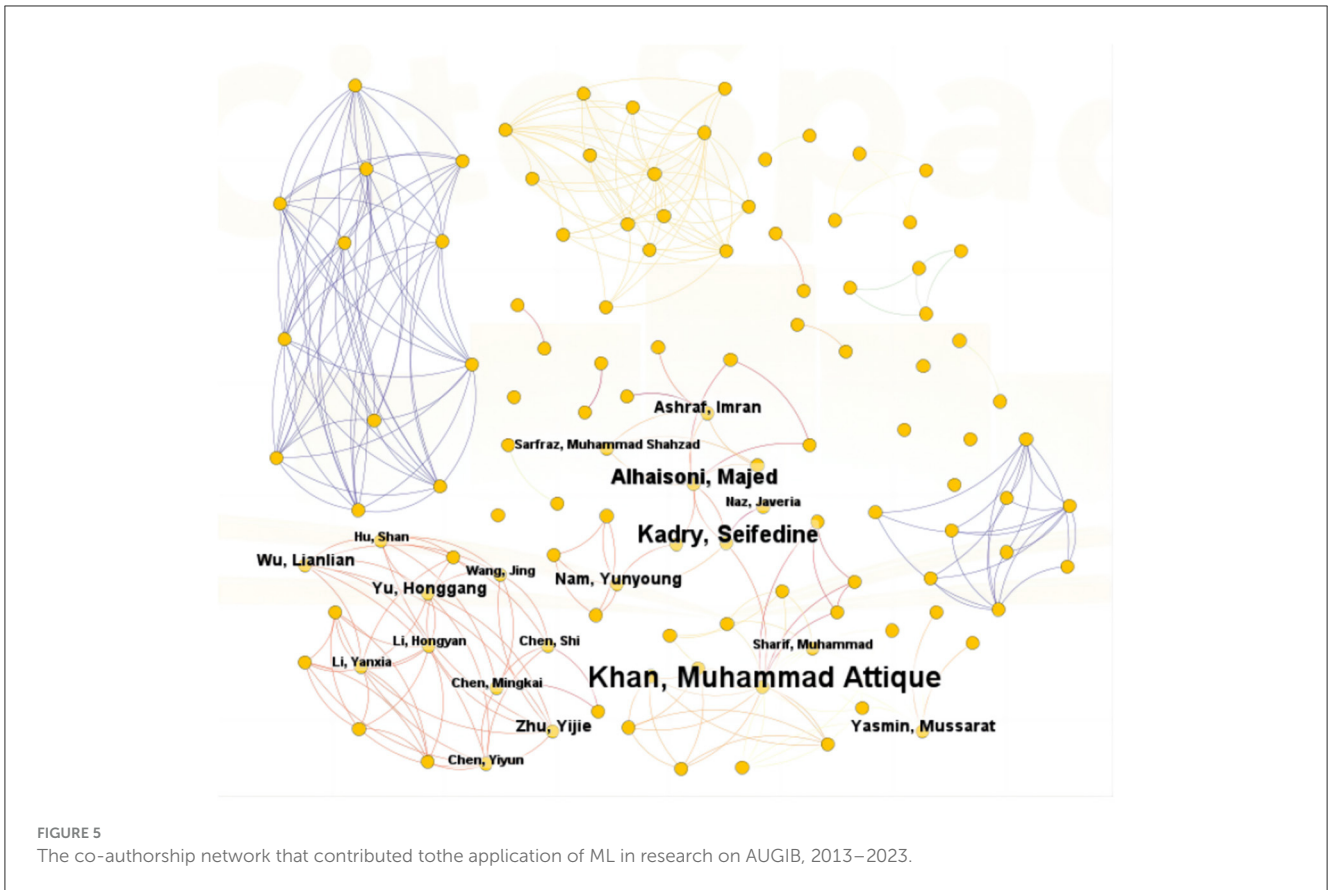 citeSpac
Ashraf, Imran
Sarfraz, Muhammad Shahzad
Alhaisoni, Majed
Naz, Javeria
Kadry, Seifedine
Hu, Shan
Wu, Lianlian
Wang, Jing
Nam, Yunyoung
Yu, Honggang
Li, Hongyan
Chen, Shi
Sharif, Muhammad
Li, Yanxia
Chen, Mingkai
Khan, Muhammad Attique
Zhu, Yijie
Yasmin, Mussarat
Chen, Yiyun
FIGURE 5
The co-authorship network that contributed tothe application of ML in research on AUGIB, 2013–2023.